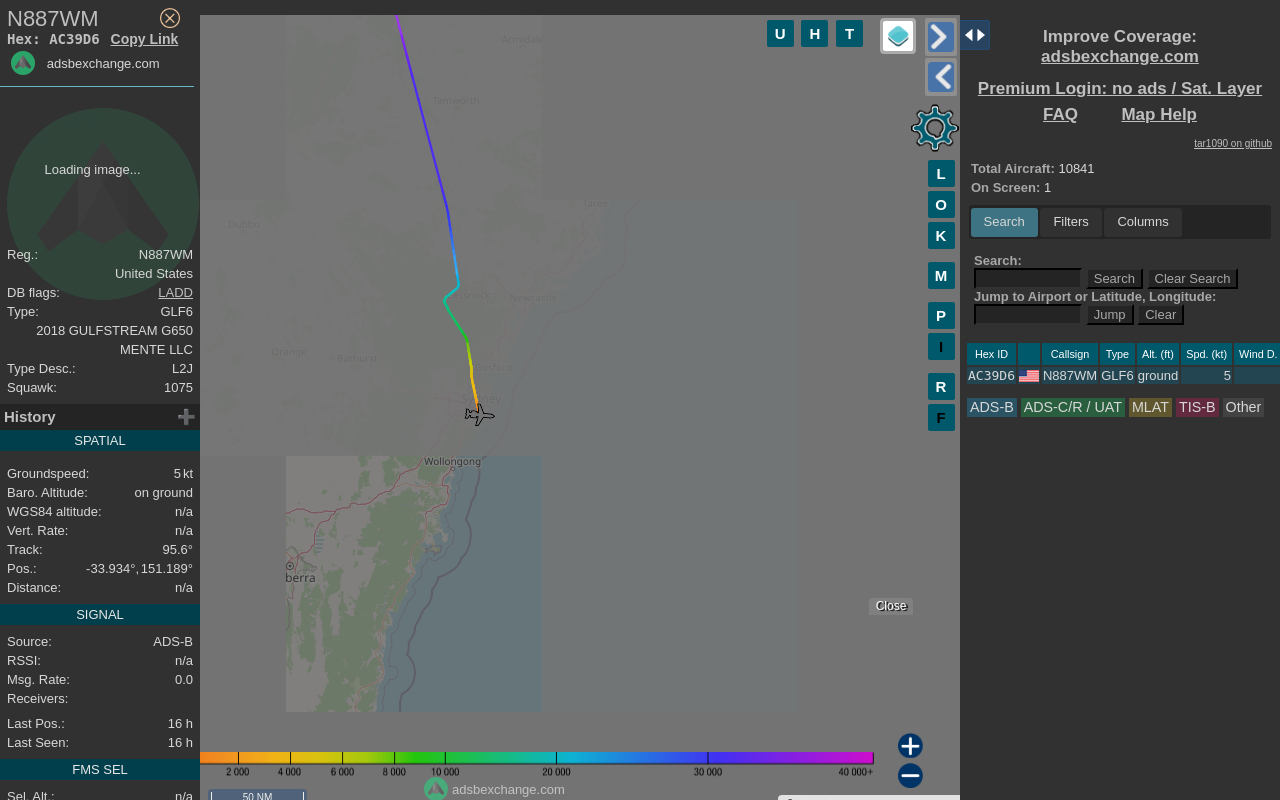 N887WM
Hex: AC39D6 Copy Link
adsbexchange.com
Loading image...
Reg.: N887WM
United States
DB flags: LADD
Type: GLF6
2018 GULFSTREAM G650
MENTE LLC
Type Desc.: L2J
Squawk: 1075
History
SPATIAL
Groundspeed: 5 kt
Baro. Altitude: on ground
WGS84 altitude: n/a
Vert. Rate: n/a
Track: 95.6°
Pos.: -33.934°, 151.189°
Distance: n/a
SIGNAL
Source: ADS-B
RSSI: n/a
Msg. Rate: 0.0
Receivers:
Last Pos.: 16 h
Last Seen: 16 h
FMS SEL
Sel. Alt.: n/a
U H T
Armidale
Tamworth
Taree
Dubbo
Newcastle
Orange
Bathurst
Wollongong
berra
L
O
K
M
P
I
R
F
Close
2 000 4 000 6 000 8 000 10 000 20 000 30 000 40 000+
adsbexchange.com
50 NM
Improve Coverage:
adsbexchange.com
Premium Login: no ads / Sat. Layer
FAQ Map Help
tar1090 on github
Total Aircraft: 10841
On Screen: 1
Search Filters Columns
Search:
Search Clear Search
Jump to Airport or Latitude, Longitude:
Jump Clear
Hex ID Callsign Type Alt. (ft) Spd. (kt) Wind D.
AC39D6 N887WM GLF6 ground 5
ADS-B ADS-C/R / UAT MLAT TIS-B Other